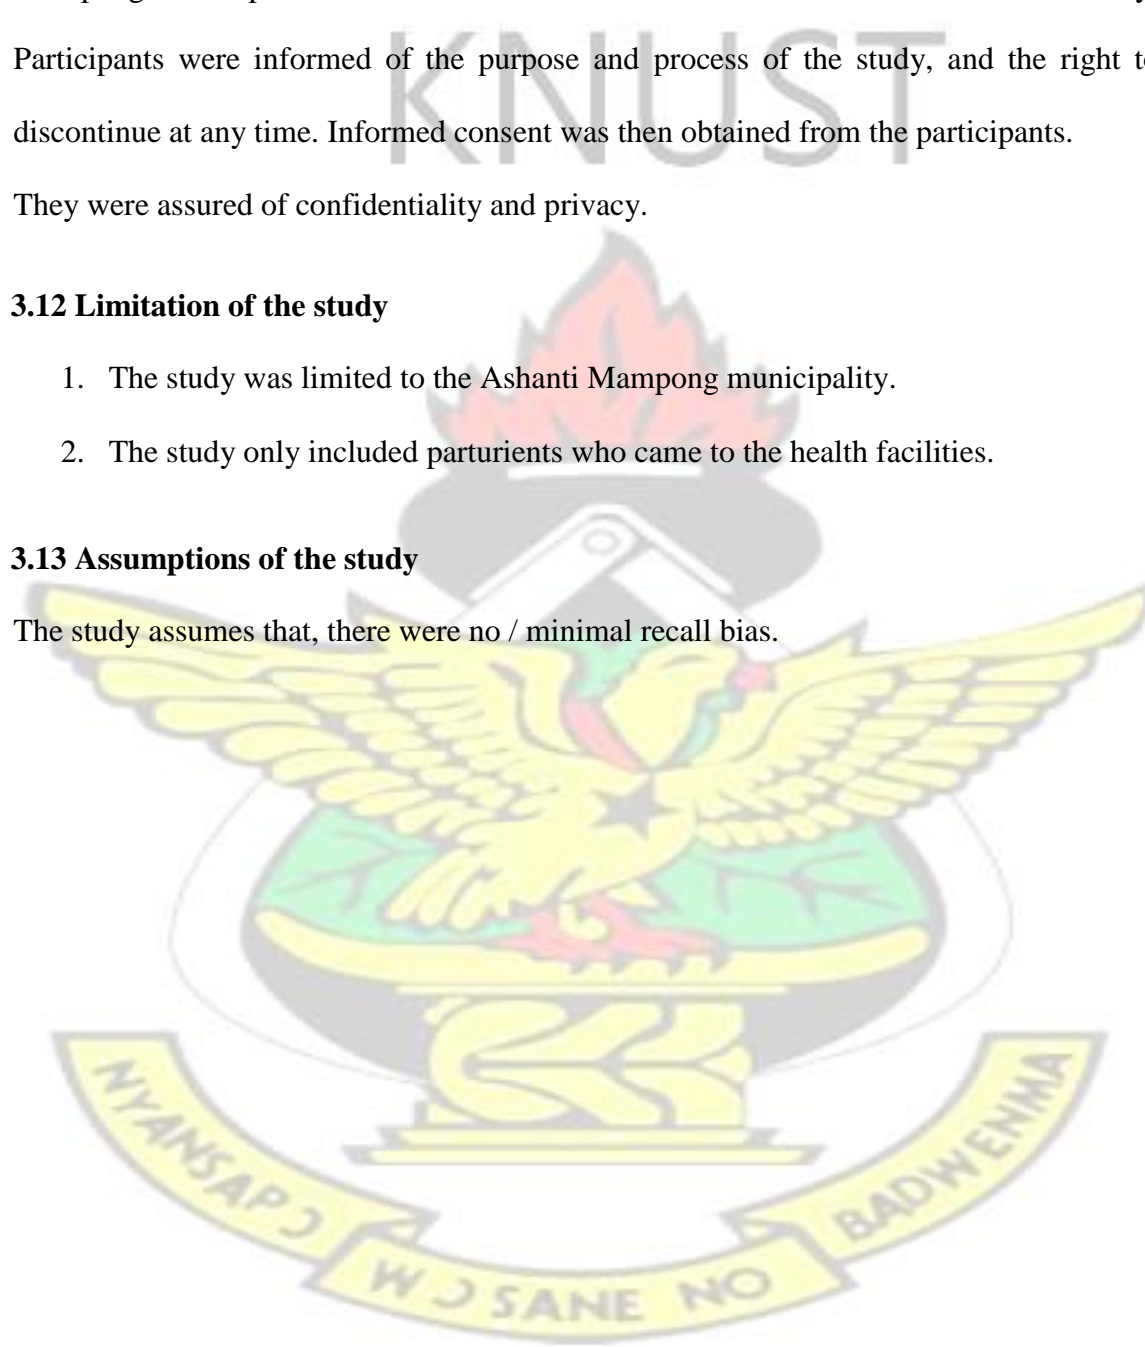 KNUST
Participants were informed of the purpose and process of the study, and the right
discontinue at any time. Informed consent was then obtained from the participants.
They were assured of confidentiality and privacy.
3.12 Limitation of the study
1. The study was limited to the Ashanti Mampong municipality.
2. The study only included parturients who came to the health facilities.
3.13 Assumptions of the study
The study assumes that, there were no / minimal recall bias.
NYANSAPƆ
WƆSANE NO
BADWENMA